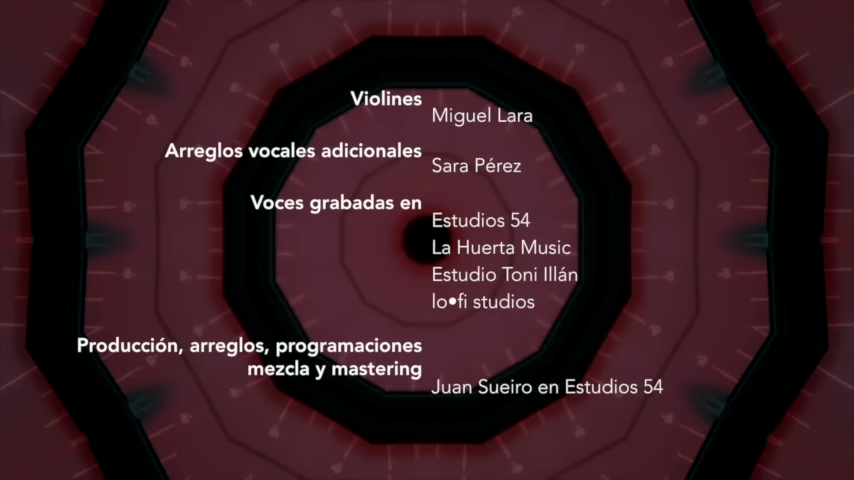 Violines
Miguel Lara
Arreglos vocales adicionales
Sara Pérez
Voces grabadas en
Estudios 54
La Huerta Music
Estudio Toni Illán
lo•fi studios
Producción, arreglos, programaciones
mezcla y mastering
Juan Sueiro en Estudios 54